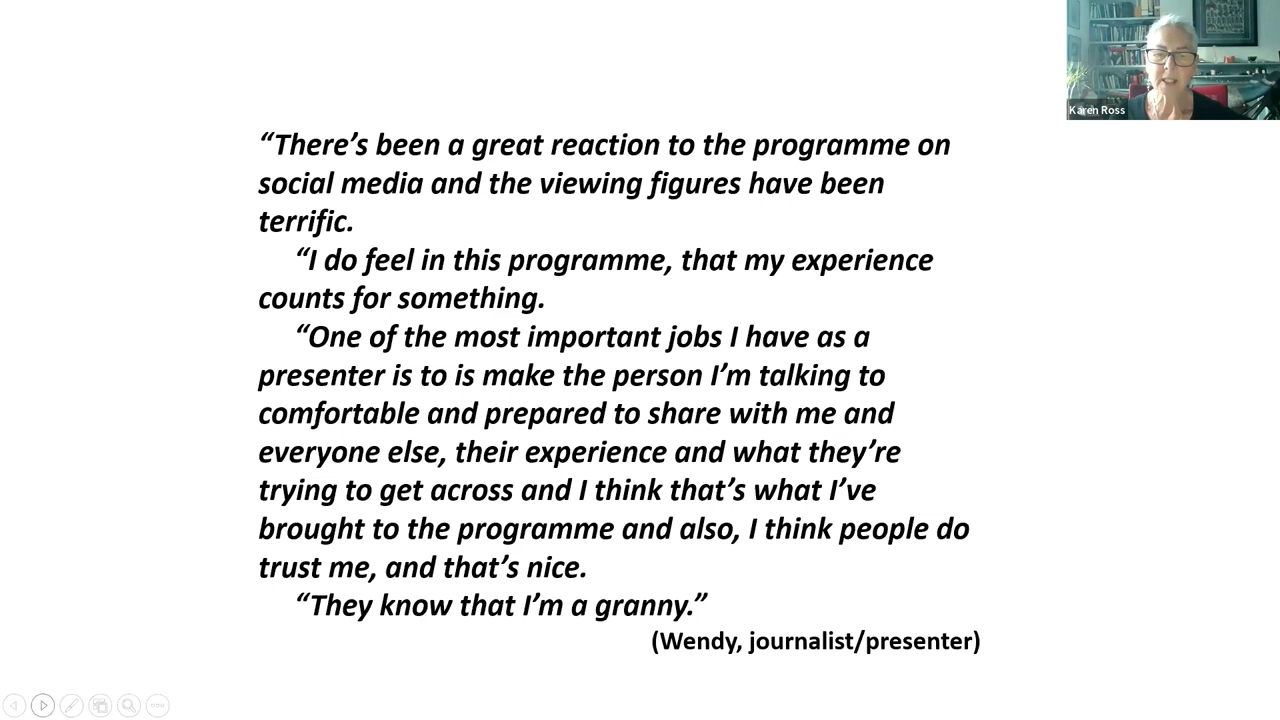 Karen Ross
“There’s been a great reaction to the programme on
social media and the viewing figures have been
terrific.
“I do feel in this programme, that my experience
counts for something.
“One of the most important jobs I have as a
presenter is to is make the person I’m talking to
comfortable and prepared to share with me and
everyone else, their experience and what they’re
trying to get across and I think that’s what I’ve
brought to the programme and also, I think people do
trust me, and that’s nice.
“They know that I’m a granny.”
(Wendy, journalist/presenter)